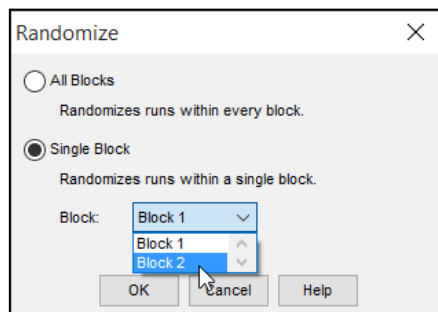 Randomize
All Blocks
Randomizes runs within every block.
Single Block
Randomizes runs within a single block.
Block: Block 1
Block 1
Block 2
OK Cancel Help